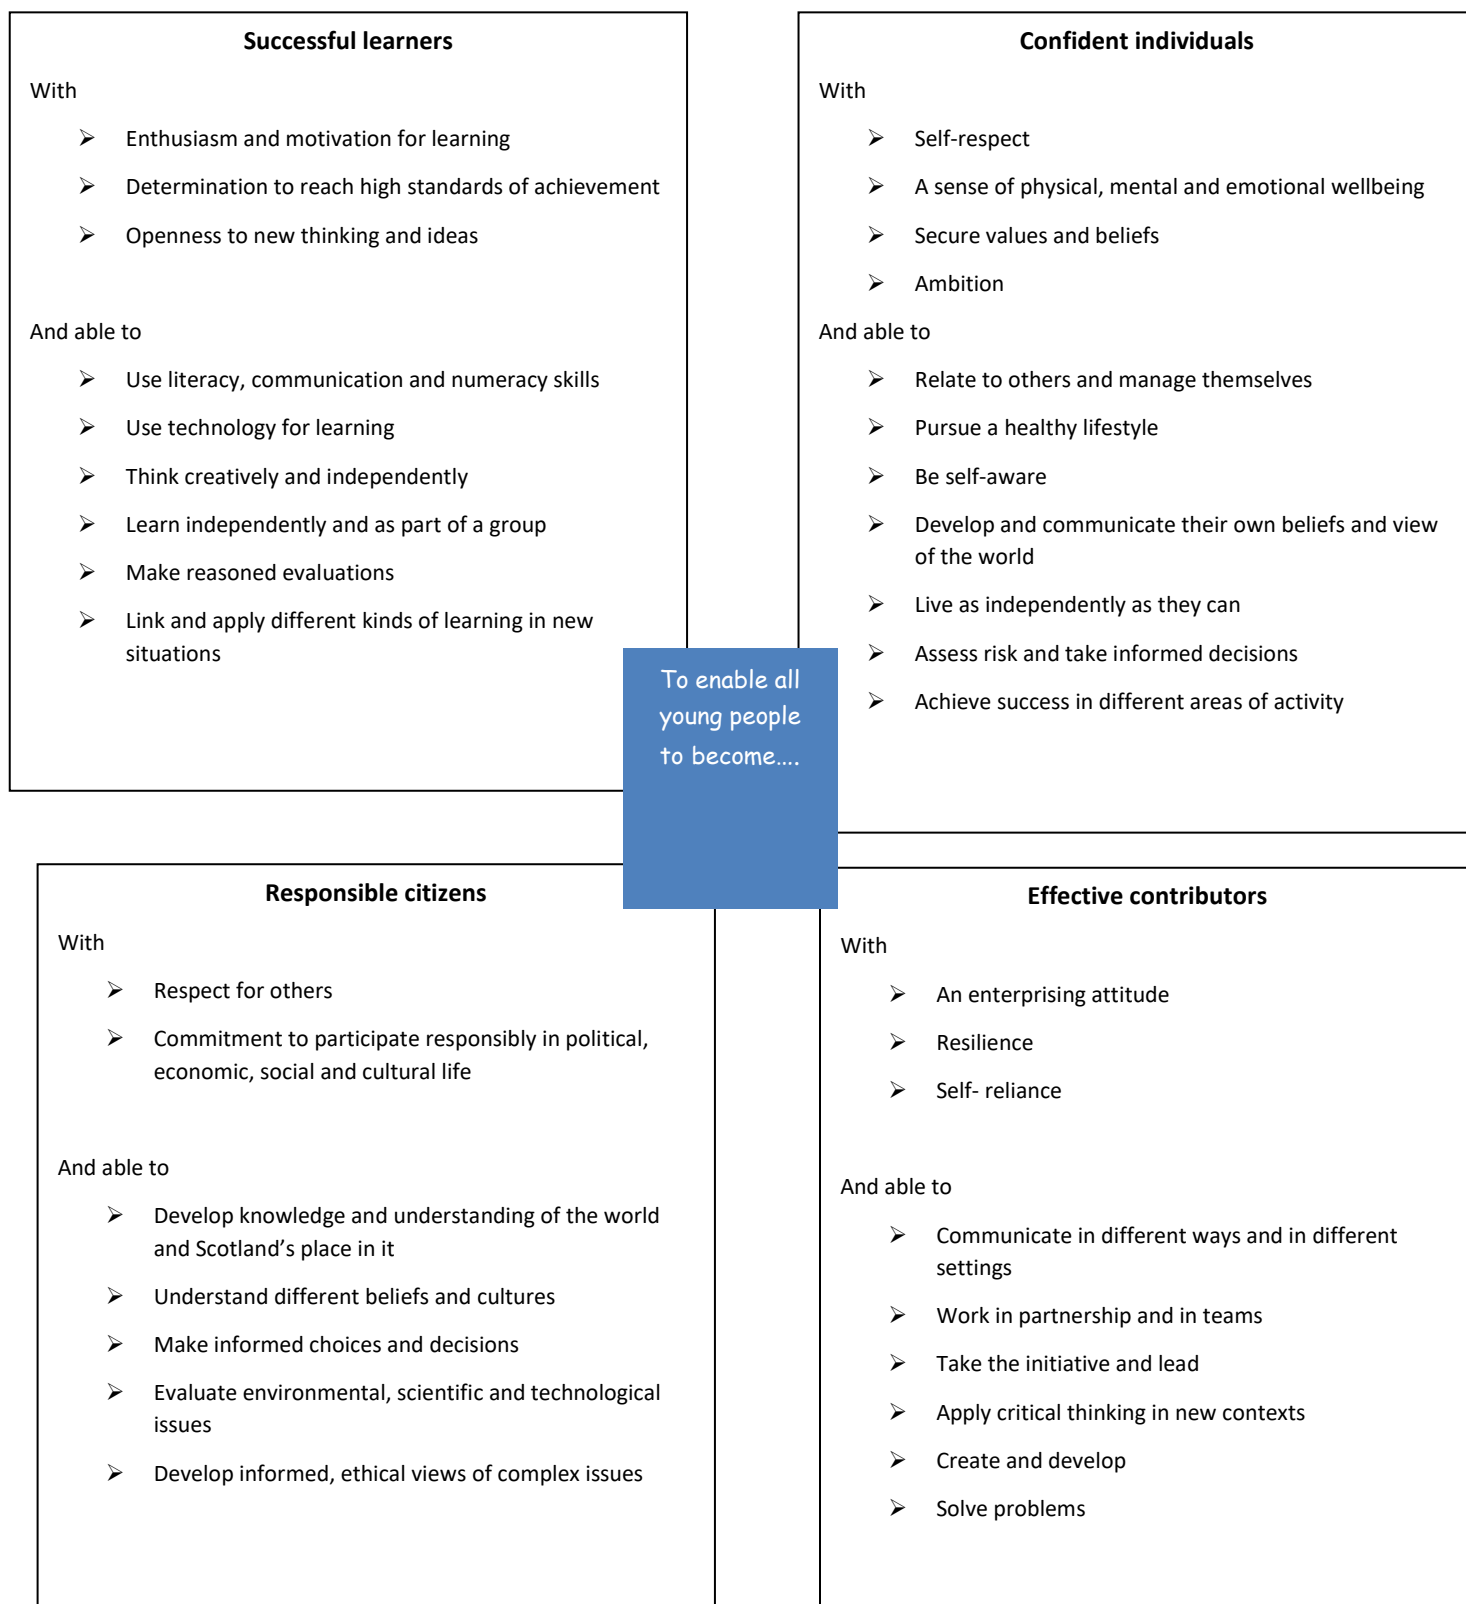 Successful learners
With
➢ Enthusiasm and motivation for learning
➢ Determination to reach high standards of achievement
➢ Openness to new thinking and ideas
And able to
➢ Use literacy, communication and numeracy skills
➢ Use technology for learning
➢ Think creatively and independently
➢ Learn independently and as part of a group
➢ Make reasoned evaluations
➢ Link and apply different kinds of learning in new
situations
Confident individuals
With
➢ Self-respect
➢ A sense of physical, mental and emotional wellbeing
➢ Secure values and beliefs
➢ Ambition
And able to
➢ Relate to others and manage themselves
➢ Pursue a healthy lifestyle
➢ Be self-aware
➢ Develop and communicate their own beliefs and view
of the world
➢ Live as independently as they can
➢ Assess risk and take informed decisions
➢ Achieve success in different areas of activity
To enable all
young people
to become....
Responsible citizens
With
➢ Respect for others
➢ Commitment to participate responsibly in political,
economic, social and cultural life
And able to
➢ Develop knowledge and understanding of the world
and Scotland’s place in it
➢ Understand different beliefs and cultures
➢ Make informed choices and decisions
➢ Evaluate environmental, scientific and technological
issues
➢ Develop informed, ethical views of complex issues
Effective contributors
With
➢ An enterprising attitude
➢ Resilience
➢ Self- reliance
And able to
➢ Communicate in different ways and in different
settings
➢ Work in partnership and in teams
➢ Take the initiative and lead
➢ Apply critical thinking in new contexts
➢ Create and develop
➢ Solve problems